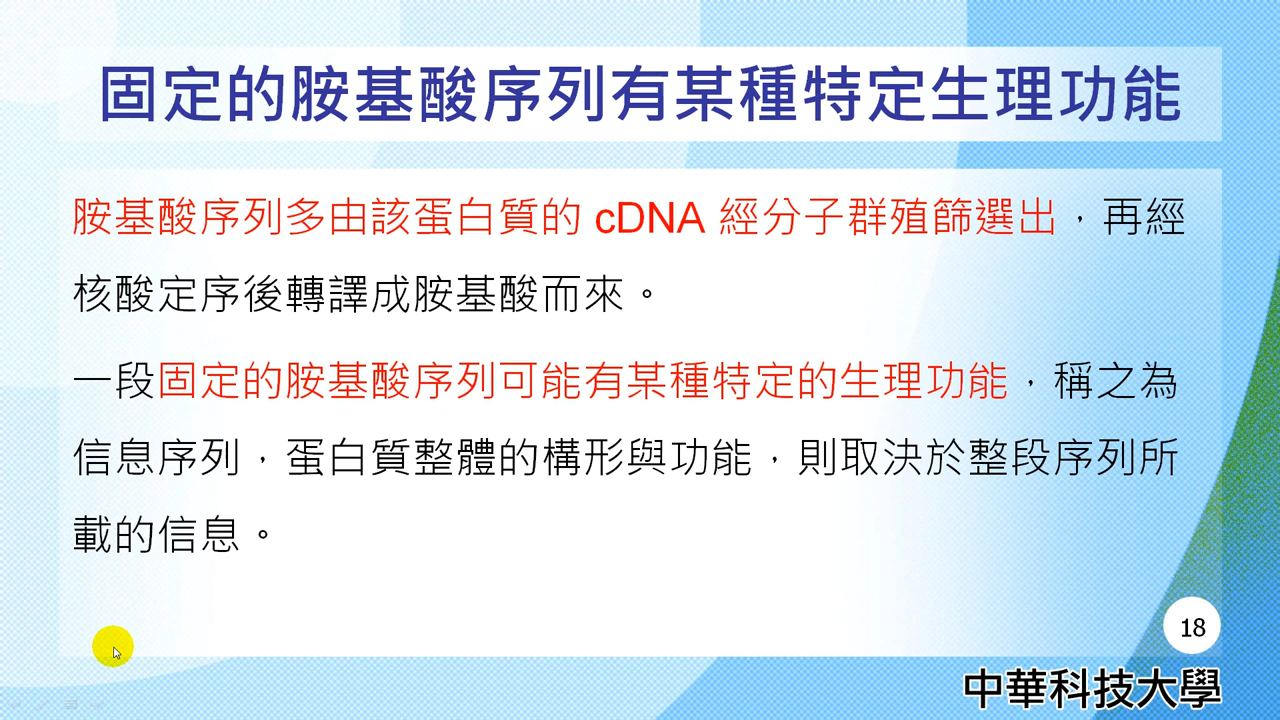 固定的胺基酸序列有某種特定生理功能
胺基酸序列多由該蛋白質的 cDNA 經分子群殖篩選出，再經
核酸定序後轉譯成胺基酸而來。
一段固定的胺基酸序列可能有某種特定的生理功能，稱之為
信息序列，蛋白質整體的構形與功能，則取決於整段序列所
載的信息。
18
中華科技大學